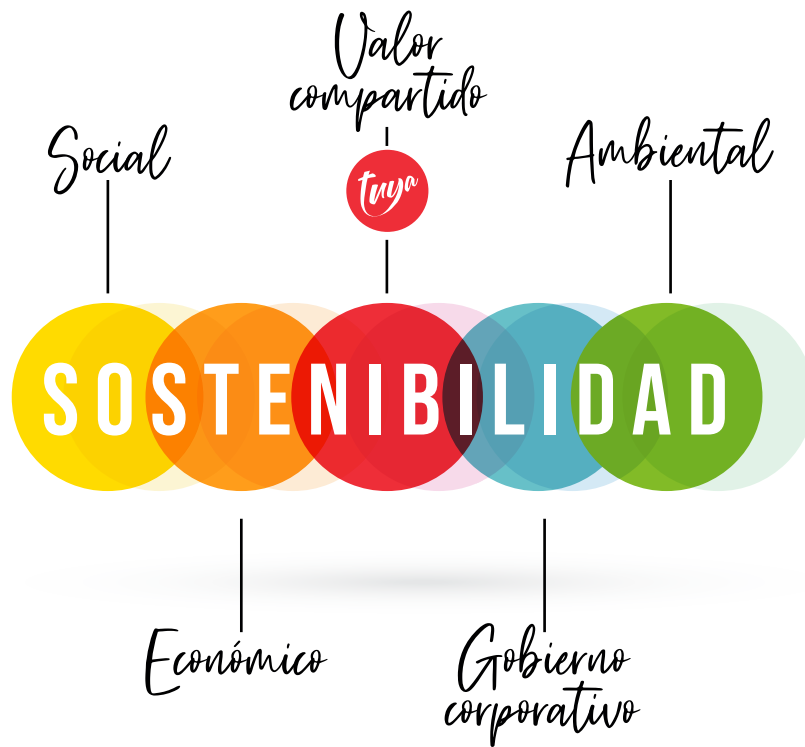 Valor
compartido
Social
Ambiental
tuya
SOSTENIBILIDAD
Económico
Gobierno
corporativo